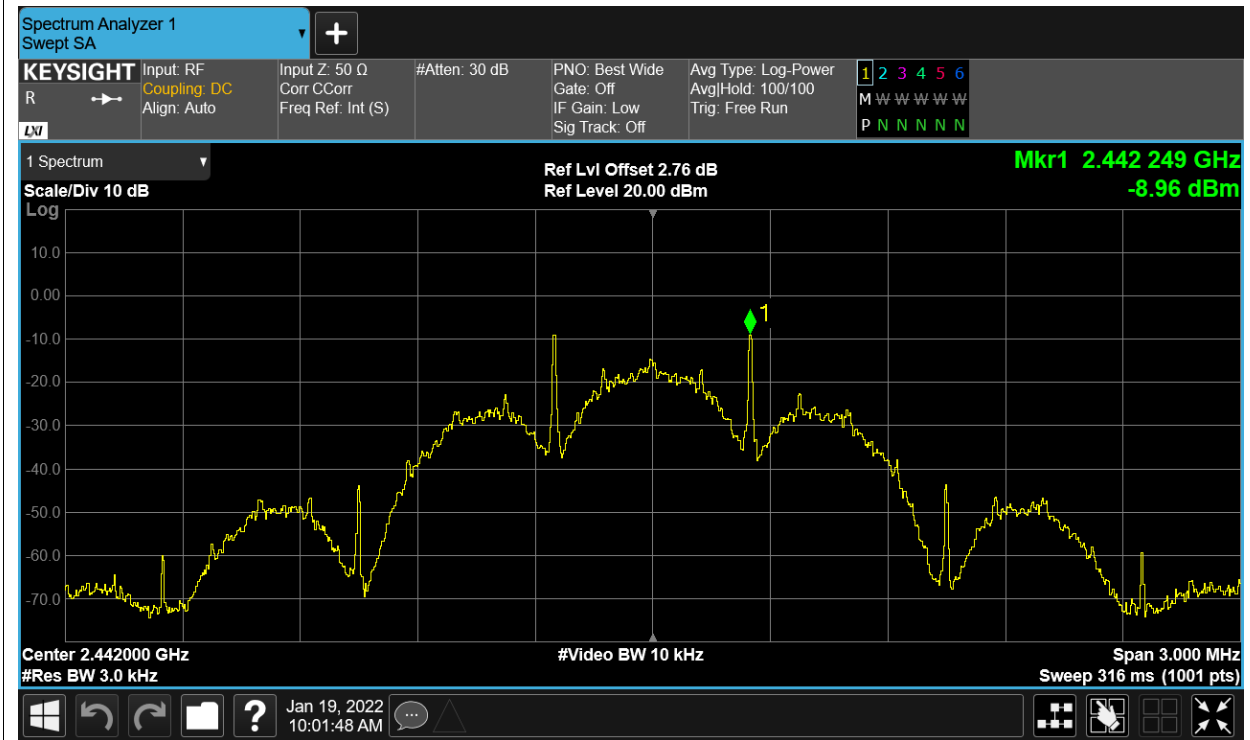 Spectrum Analyzer 1
Swept SA
KEYSIGHT
R
LXI
Input: RF
Coupling: DC
Align: Auto
Input Z: 50 Ω
Corr CCorr
Freq Ref: Int (S)
#Atten: 30 dB
PNO: Best Wide
Gate: Off
IF Gain: Low
Sig Track: Off
Avg Type: Log-Power
Avg|Hold: 100/100
Trig: Free Run
1 2 3 4 5 6
M W W W W W
P N N N N N
1 Spectrum
Scale/Div 10 dB
Log
Ref Lvl Offset 2.76 dB
Ref Level 20.00 dBm
Mkr1 2.442 249 GHz
-8.96 dBm
10.0
0.00
-10.0
-20.0
-30.0
-40.0
-50.0
-60.0
-70.0
1
Center 2.442000 GHz
#Res BW 3.0 kHz
#Video BW 10 kHz
Span 3.000 MHz
Sweep 316 ms (1001 pts)
?
Jan 19, 2022
10:01:48 AM